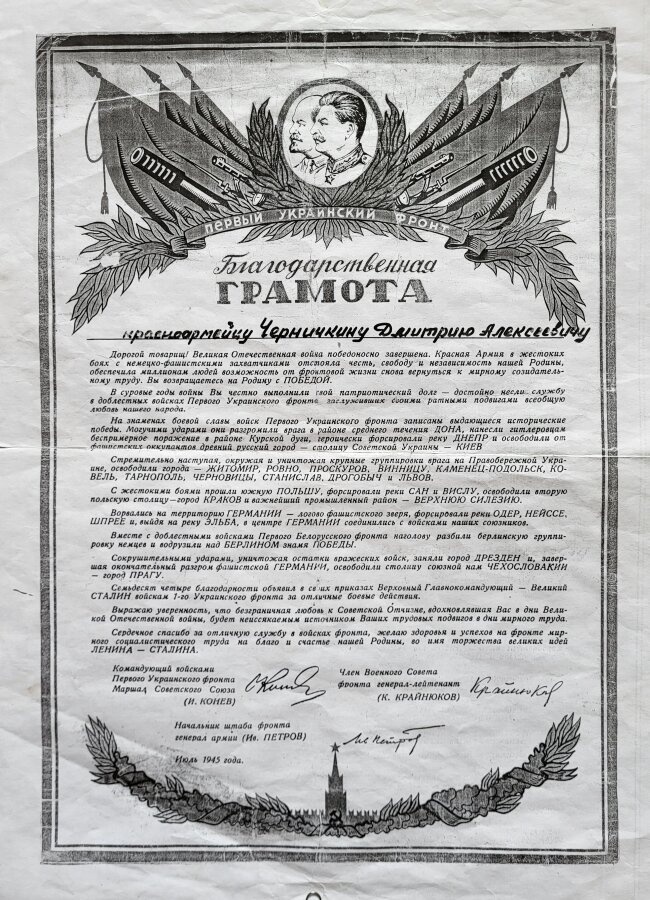 ПЕРВЫЙ УКРАИНСКИЙ ФРОНТ
Благодарственная
ГРАМОТА
красноармейцу Черничкину Дмитрию Алексеевичу
Дорогой товарищ! Великая Отечественная война победоносно завершена. Красная Армия в жестоких
боях с немецко-фашистскими захватчиками отстояла честь, свободу и независимость нашей Родины,
обеспечила миллионам людей возможность от фронтовой жизни снова вернуться к мирному созидатель-
ному труду. Вы возвращаетесь на Родину с ПОБЕДОЙ.
В суровые годы войны Вы честно выполнили свой патриотический долг — достойно несли службу
в доблестных войсках Первого Украинского фронта, заслуживших своими ратными подвигами всеобщую
любовь нашего народа.
На знаменах боевой славы войск Первого Украинского фронта записаны выдающиеся исторические
победы. Могучими ударами они разгромили врага в районе среднего течения ДОНА, нанесли гитлеровцам
беспримерное поражение в районе Курской дуги, героически форсировали реку ДНЕПР и освободили от
фашистских оккупантов древний русский город — столицу Советской Украины — КИЕВ
Стремительно наступая, окружая и уничтожая крупные группировки врага на Правобережной Укра-
ине, освободили города — ЖИТОМИР, РОВНО, ПРОСКУРОВ, ВИННИЦУ, КАМЕНЕЦ-ПОДОЛЬСК, КО-
ВЕЛЬ, ТАРНОПОЛЬ, ЧЕРНОВИЦЫ, СТАНИСЛАВ, ДРОГОБЫЧ и ЛЬВОВ.
С жестокими боями прошли южную ПОЛЬШУ, форсировали реки САН и ВИСЛУ, освободили вторую
польскую столицу—город КРАКОВ и важнейший промышленный район — ВЕРХНЮЮ СИЛЕЗИЮ.
Ворвались на территорию ГЕРМАНИИ — логово фашистского зверя, форсировали реки ОДЕР, НЕЙССЕ,
ШПРЕЕ и, выйдя на реку ЭЛЬБА, в центре ГЕРМАНИИ соединились с войсками наших союзников.
Вместе с доблестными войсками Первого Белорусского фронта наголову разбили берлинскую груп-
пировку немцев и водрузили над БЕРЛИНОМ знамя ПОБЕДЫ.
Сокрушительными ударами, уничтожая остатки вражеских войск, заняли город ДРЕЗДЕН и, завер-
шая окончательный разгром фашистской ГЕРМАНИИ, освободили столицу союзной нам ЧЕХОСЛОВАКИИ
— город ПРАГУ.
Семьдесят четыре благодарности объявил в св их приказах Верховный Главнокомандующий — Великий
СТАЛИН войскам 1-го Украинского фронта за отличные боевые действия.
Выражаю уверенность, что безграничная любовь к Советской Отчизне, вдохновлявшая Вас в дни Вели-
кой Отечественной войны, будет неиссякаемым источником Ваших трудовых подвигов в дни мирного труда.
Сердечное спасибо за отличную службу в войсках фронта, желаю здоровья и успехов на фронте мир-
ного социалистического труда на благо и счастье нашей Родины, во имя торжества великих идей
ЛЕНИНА — СТАЛИНА.
Командующий войсками
Первого Украинского фронта
Маршал Советского Союза
(И. КОНЕВ)
Член Военного Совета
фронта генерал-лейтенант
(К. КРАЙНЮКОВ)
Крайнюков
Начальник штаба фронта
генерал армии (Ив. ПЕТРОВ)
Ив Петров
Июль 1945 года.